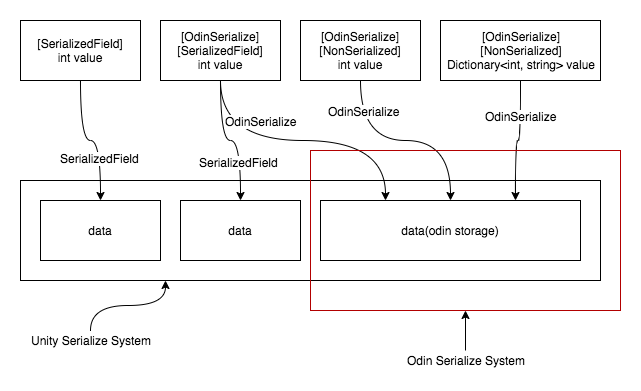 [SerializedField]
int value
[OdinSerialize]
[SerializedField]
int value
[OdinSerialize]
[NonSerialized]
int value
[OdinSerialize]
[NonSerialized]
Dictionary<int, string> value
OdinSerialize
OdinSerialize
OdinSerialize
SerializedField
SerializedField
data
data
data(odin storage)
Unity Serialize System
Odin Serialize System